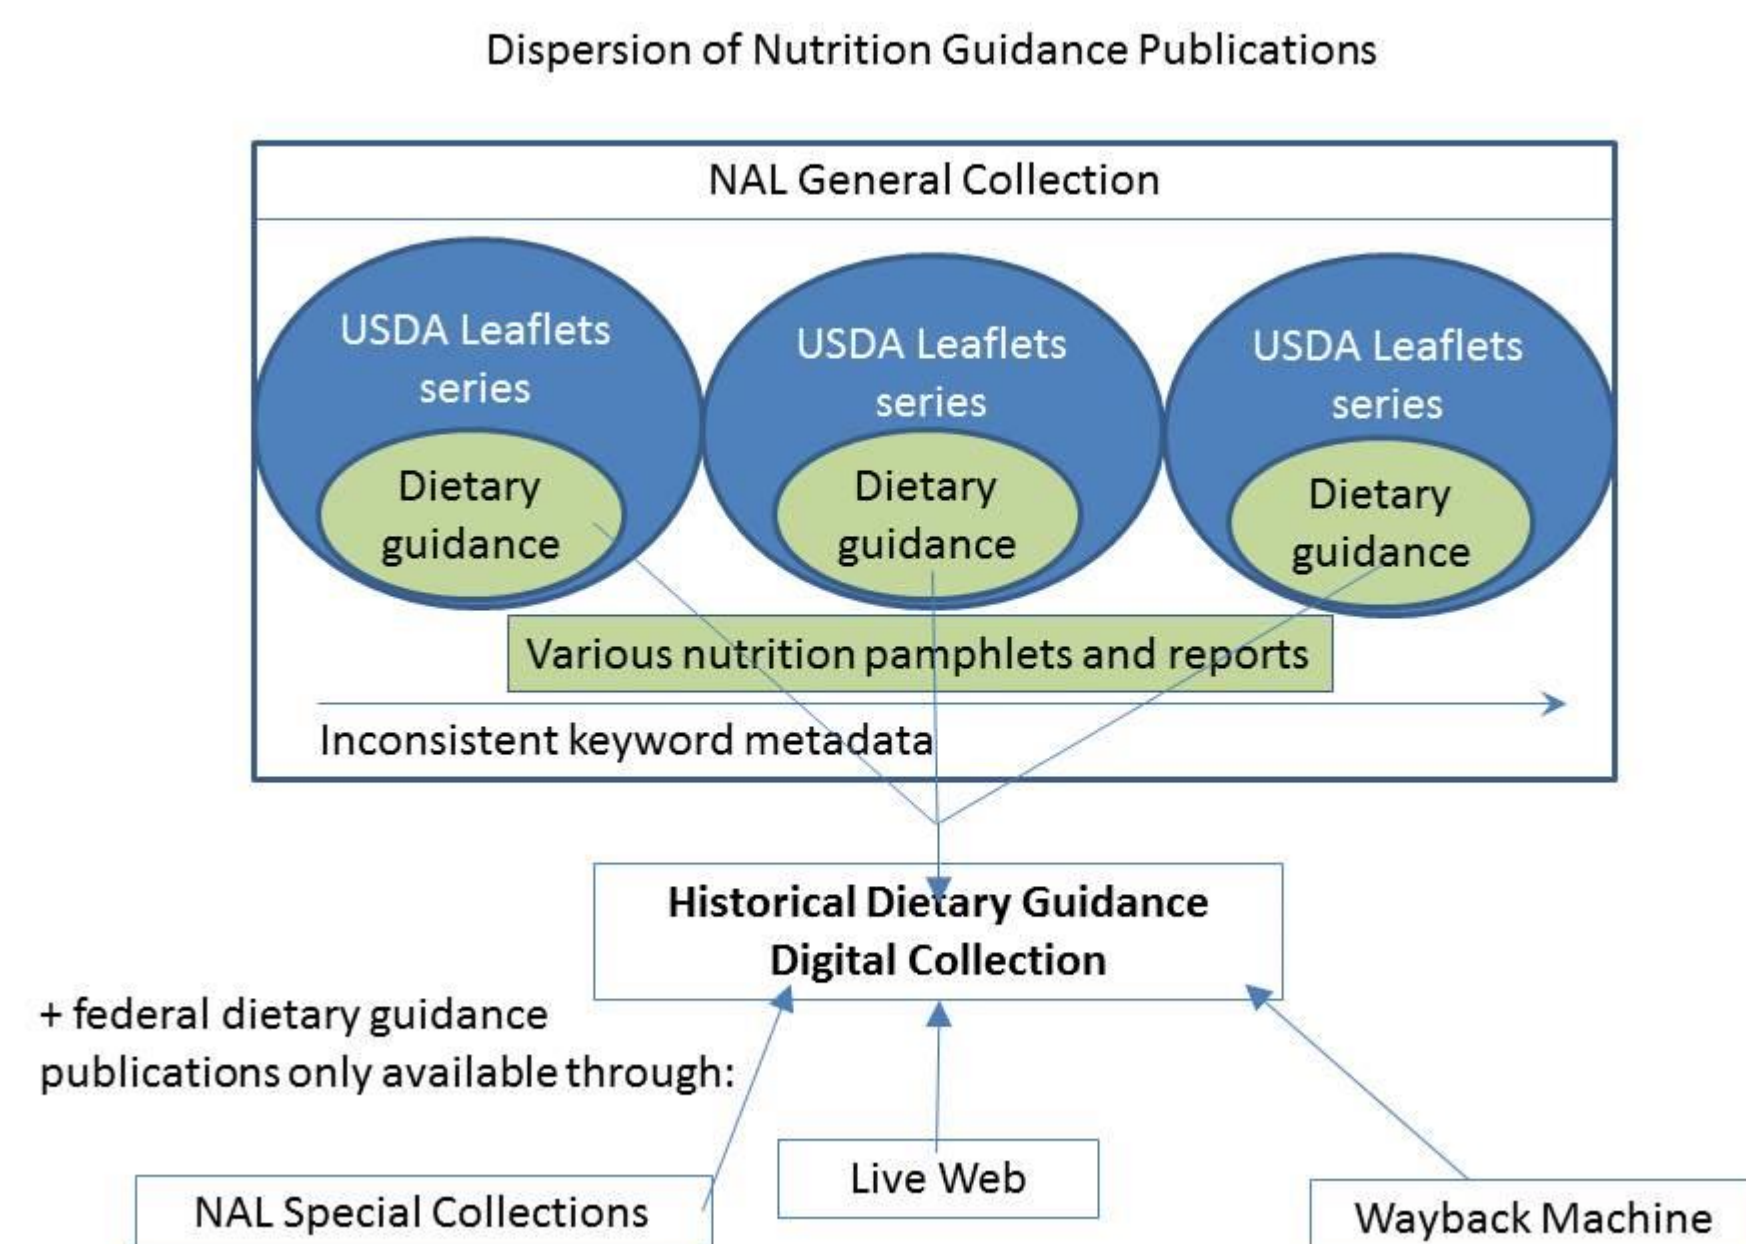 Dispersion of Nutrition Guidance Publications
NAL General Collection
USDA Leaflets
series
Dietary
guidance
USDA Leaflets
series
Dietary
guidance
USDA Leaflets
series
Dietary
guidance
Various nutrition pamphlets and reports
Inconsistent keyword metadata
Historical Dietary Guidance
Digital Collection
+ federal dietary guidance
publications only available through:
NAL Special Collections
Live Web
Wayback Machine